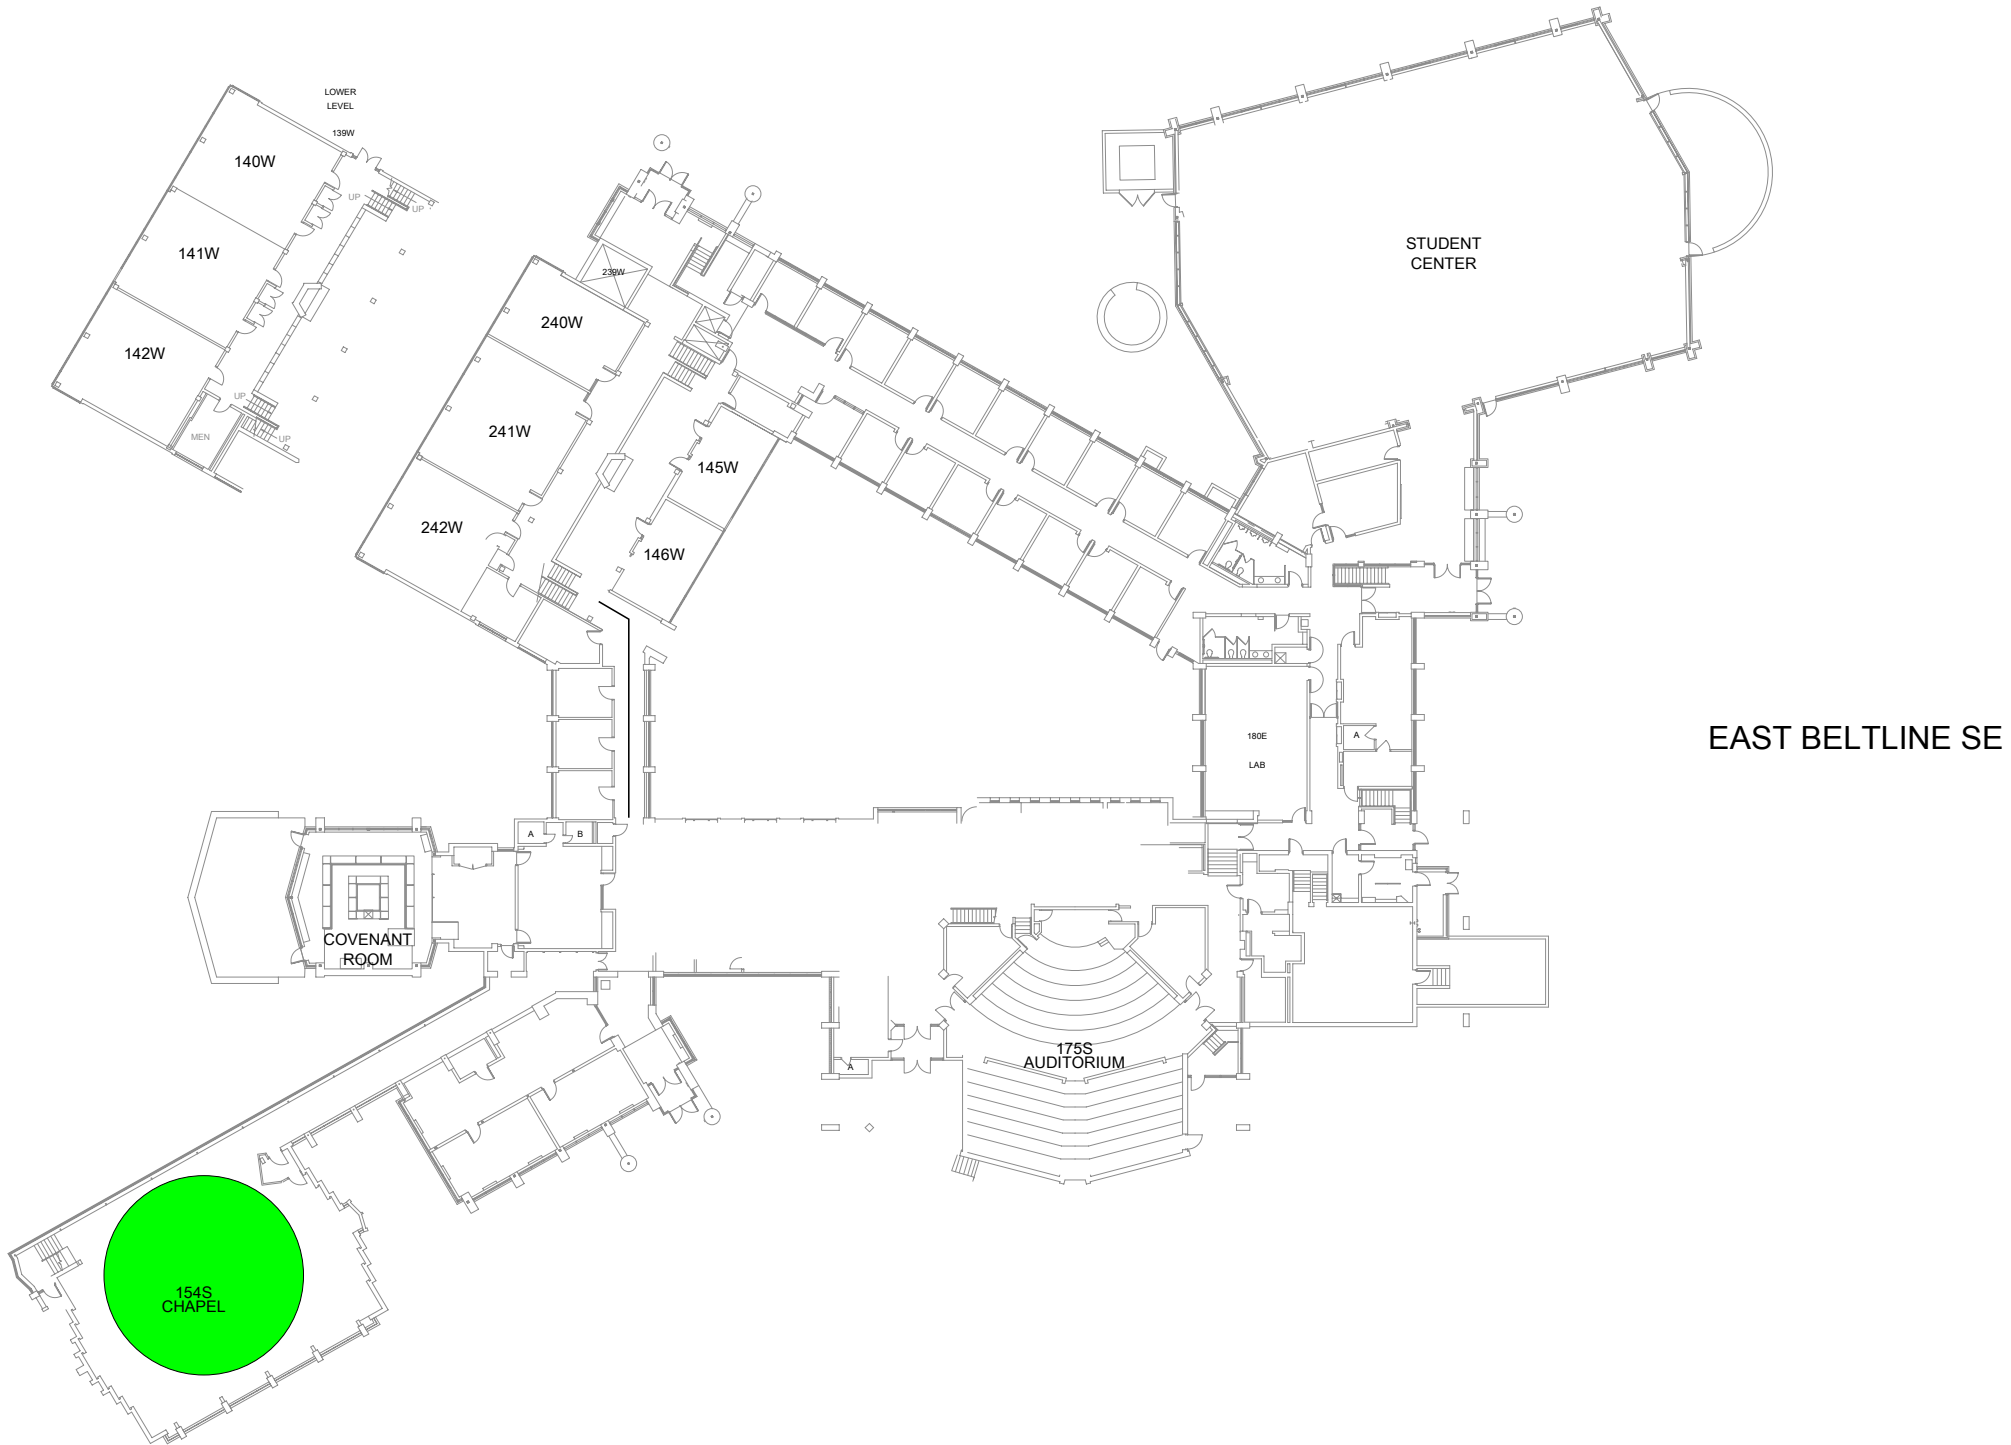 LOWER
LEVEL
139W
140W
UP
UP
141W
142W
UP
MEN
UP
239W
240W
241W
242W
145W
146W
STUDENT
CENTER
180E
LAB
A
EAST BELTLINE SE
A
B
COVENANT
ROOM
175S
AUDITORIUM
A
154S
CHAPEL